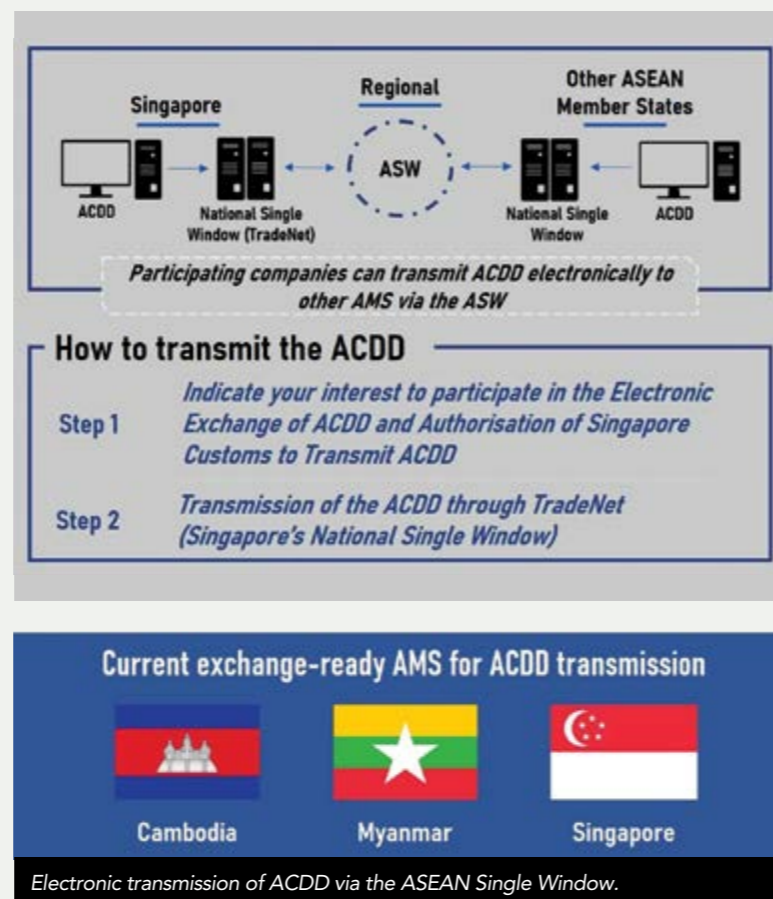 Singapore
Regional
Other ASEAN
Member States
ASW
ACDD
National Single
Window (TradeNet)
National Single
Window
ACDD
Participating companies can transmit ACDD electronically to
other AMS via the ASW
How to transmit the ACDD
Step 1
Indicate your interest to participate in the Electronic
Exchange of ACDD and Authorisation of Singapore
Customs to Transmit ACDD
Step 2
Transmission of the ACDD through TradeNet
(Singapore's National Single Window)
Current exchange-ready AMS for ACDD transmission
Cambodia
Myanmar
Singapore
Electronic transmission of ACDD via the ASEAN Single Window.